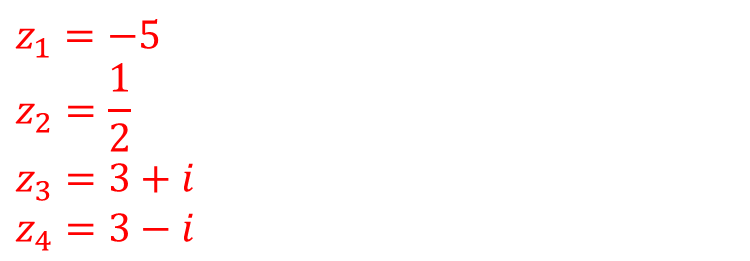 z₁ = −5
z₂ = 1/2
z₃ = 3 + i
z₄ = 3 − i